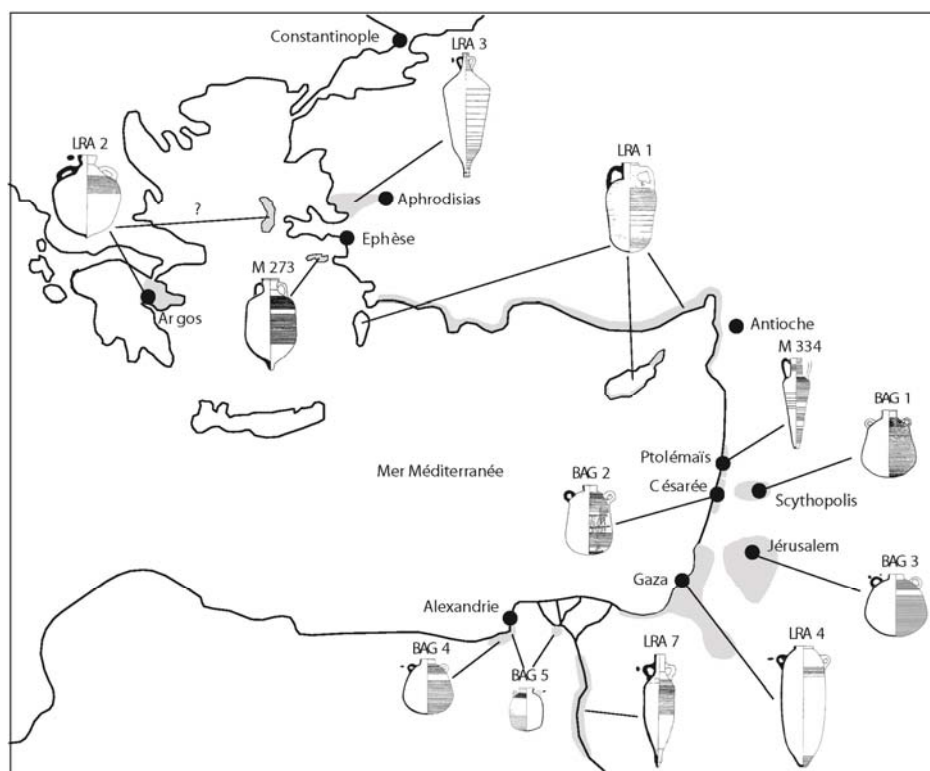 Constantinople
LRA 3
LRA 2
LRA 1
?
Aphrodisias
Ephèse
M 273
Argos
Antioche
M 334
BAG 1
Ptolémaïs
Mer Méditerranée
BAG 2
Césarée
Scythopolis
Jérusalem
BAG 3
Gaza
Alexandrie
BAG 4
BAG 5
LRA 7
LRA 4